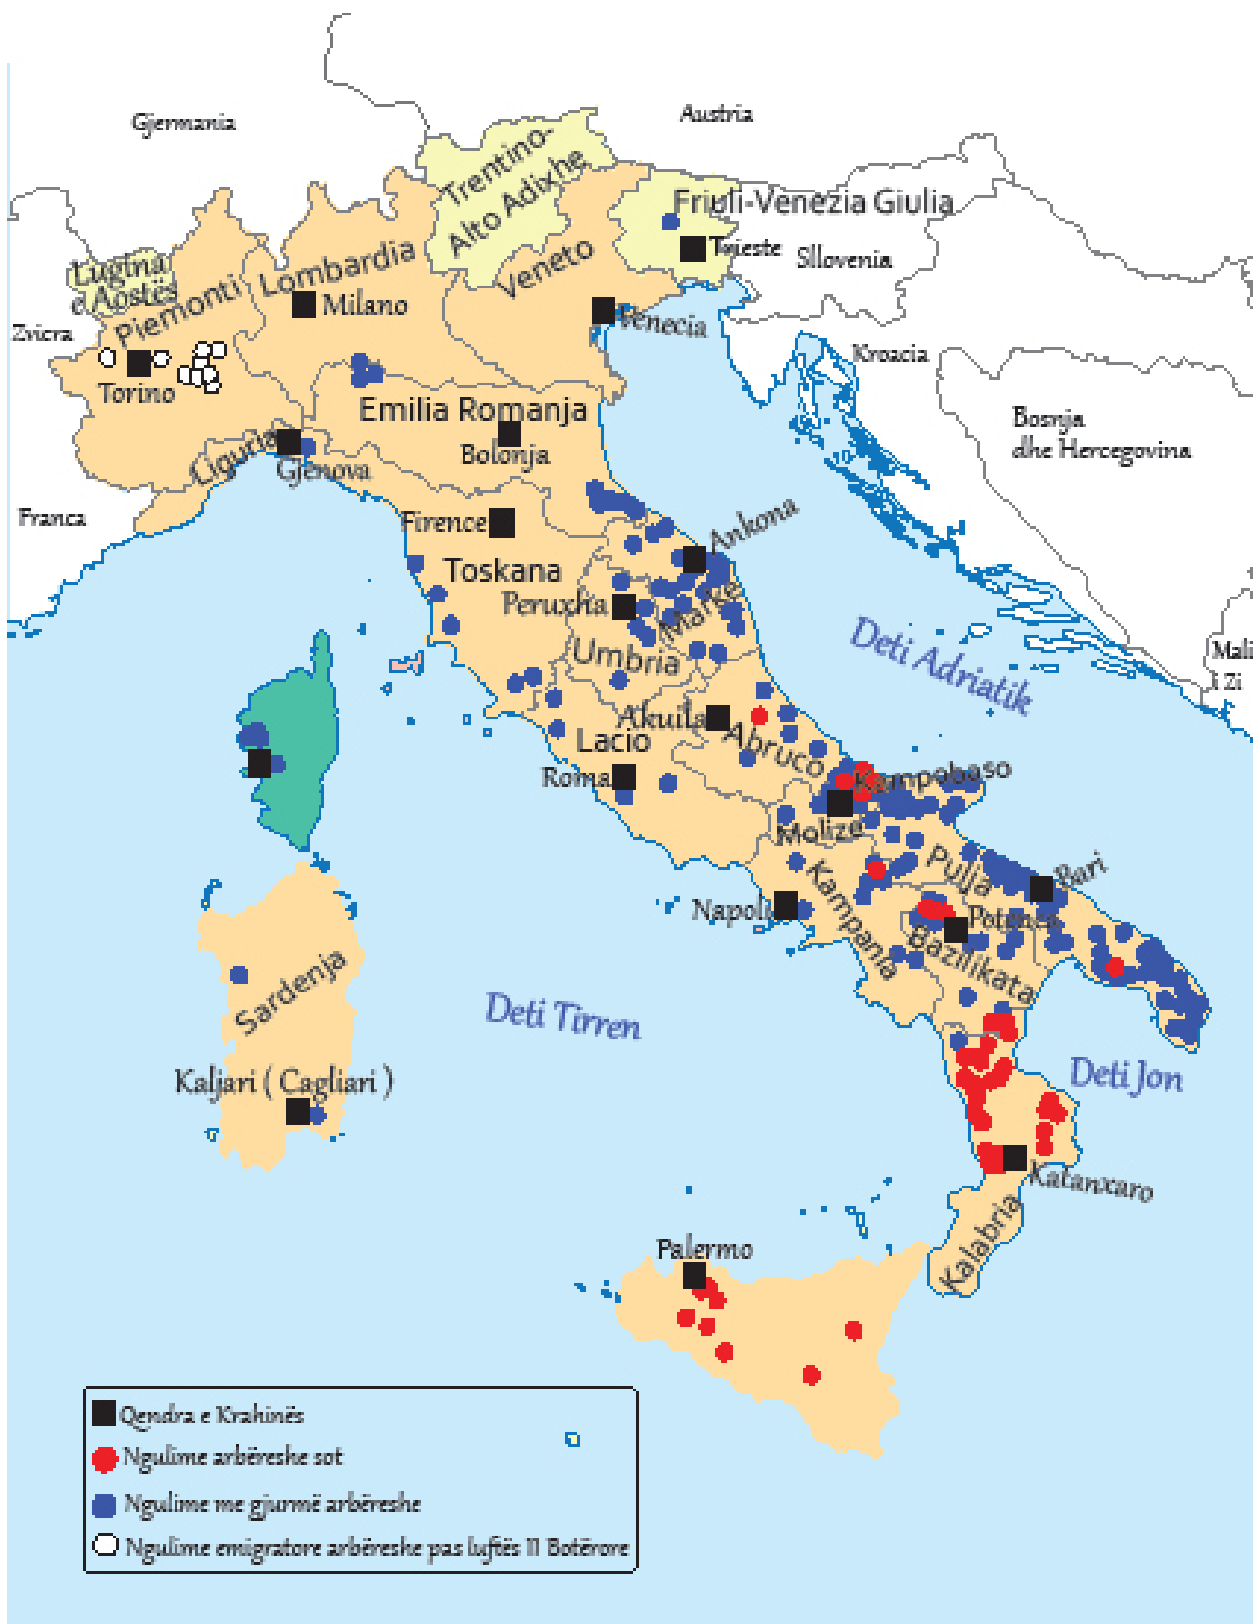 Gjermania
Austria
Trentino-
Alto Adixhe
Friuli-Venezia Giulia
Trieste
Sllovenia
Lugina
e Aostës
Piemonti
Lombardia
Veneto
Milano
Venecia
Zvicra
Kroacia
Torino
Emilia Romanja
Bolonja
Bosnja
dhe Hercegovina
Liguria
Gjenova
Franca
Firence
Ankona
Toskana
Peruxha
Marke
Umbria
Deti Adriatik
Mali
i Zi
Akuila
Abruco
Lacio
Roma
Kampobaso
Molize
Pulja
Bari
Kampania
Napoli
Potenca
Bazilikata
Sardenja
Deti Tirren
Kaljari ( Cagliari )
Deti Jon
Katanxaro
Kalabria
Palermo
Qendra e Krahinës
Ngulime arbëreshe sot
Ngulime me gjurmë arbëreshe
Ngulime emigratore arbëreshe pas luftës II Botërore